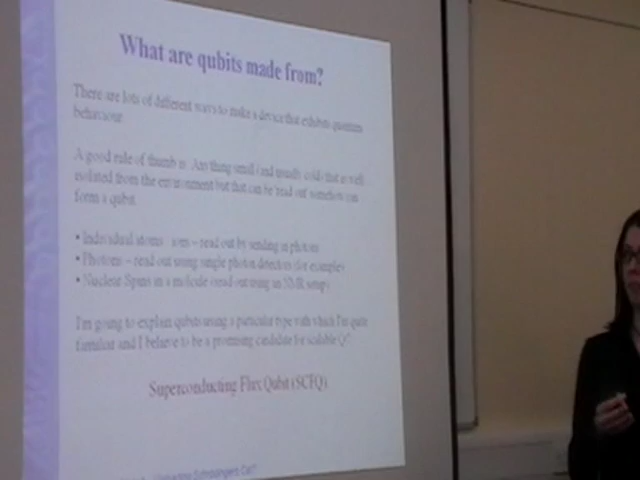 What are qubits made from?
There are lots of different ways to make a device that exhibits quantum
behaviour
A good rule of thumb is: Anything small (and usually cold) that is well
isolated from the environment but that can be 'read out' somehow can
form a qubit.
• Individual atoms / ions – read out by sending in photons
• Photons – read out using single photon detectors (for example)
• Nuclear Spins in a molecule (read out using an NMR setup)
I'm going to explain qubits using a particular type with which I'm quite
familiar and I believe to be a promising candidate for scalable
Superconducting Flux Qubit (SCFQ)
Schrodingers Cat?